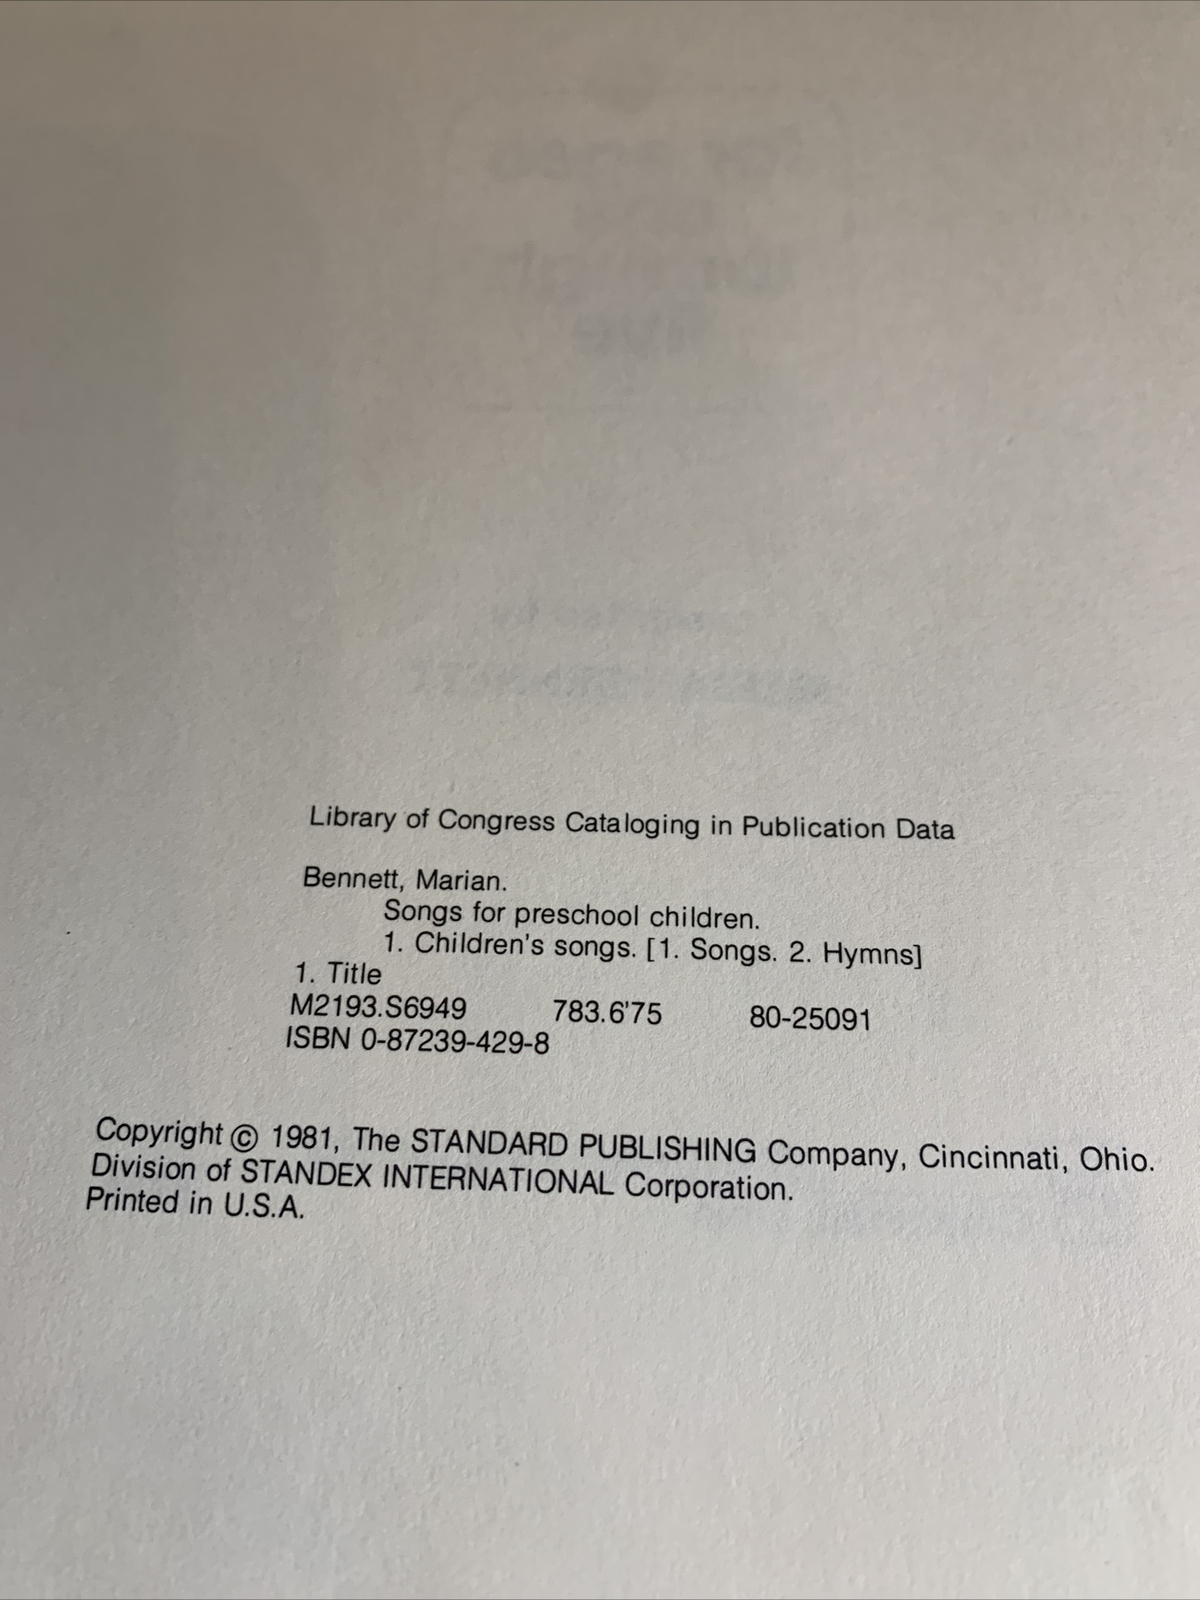 Library of Congress Cataloging in Publication Data
Bennett, Marian.
Songs for preschool children.
1. Children's songs. [1. Songs. 2. Hymns]
1. Title
M2193.S6949 783.6'75 80-25091
ISBN 0-87239-429-8
Copyright © 1981, The STANDARD PUBLISHING Company, Cincinnati, Ohio.
Division of STANDEX INTERNATIONAL Corporation.
Printed in U.S.A.